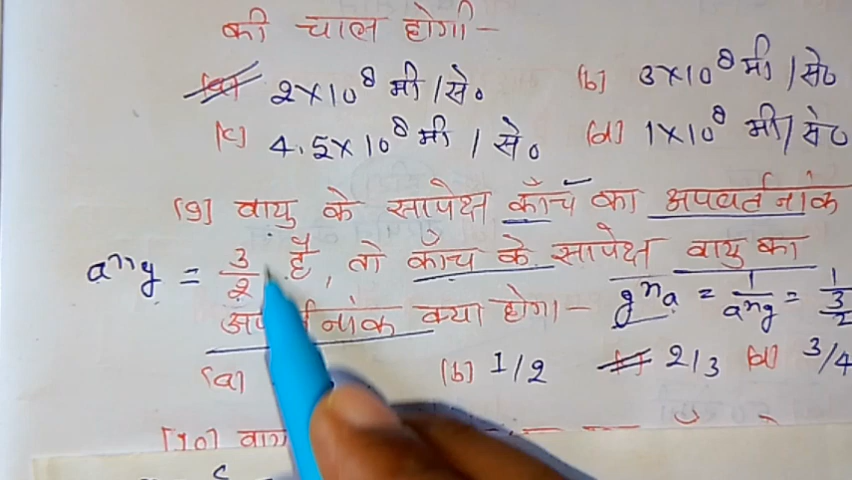 की चाल होगी-
(a) 2×10⁸ मी/से० (b) 3×10⁸ मी/से०
(c) 4.5×10⁸ मी/से० (d) 1×10⁸ मी/से०
(9) वायु के सापेक्ष काँच का अपवर्तनांक
aⁿg = 3/2 है, तो काँच के सापेक्ष वायु का
अपवर्तनांक क्या होगा- gⁿa = 1/aⁿg = 1/(3/2)
(a) (b) 1/2 (c) 2/3 (d) 3/4
(10)